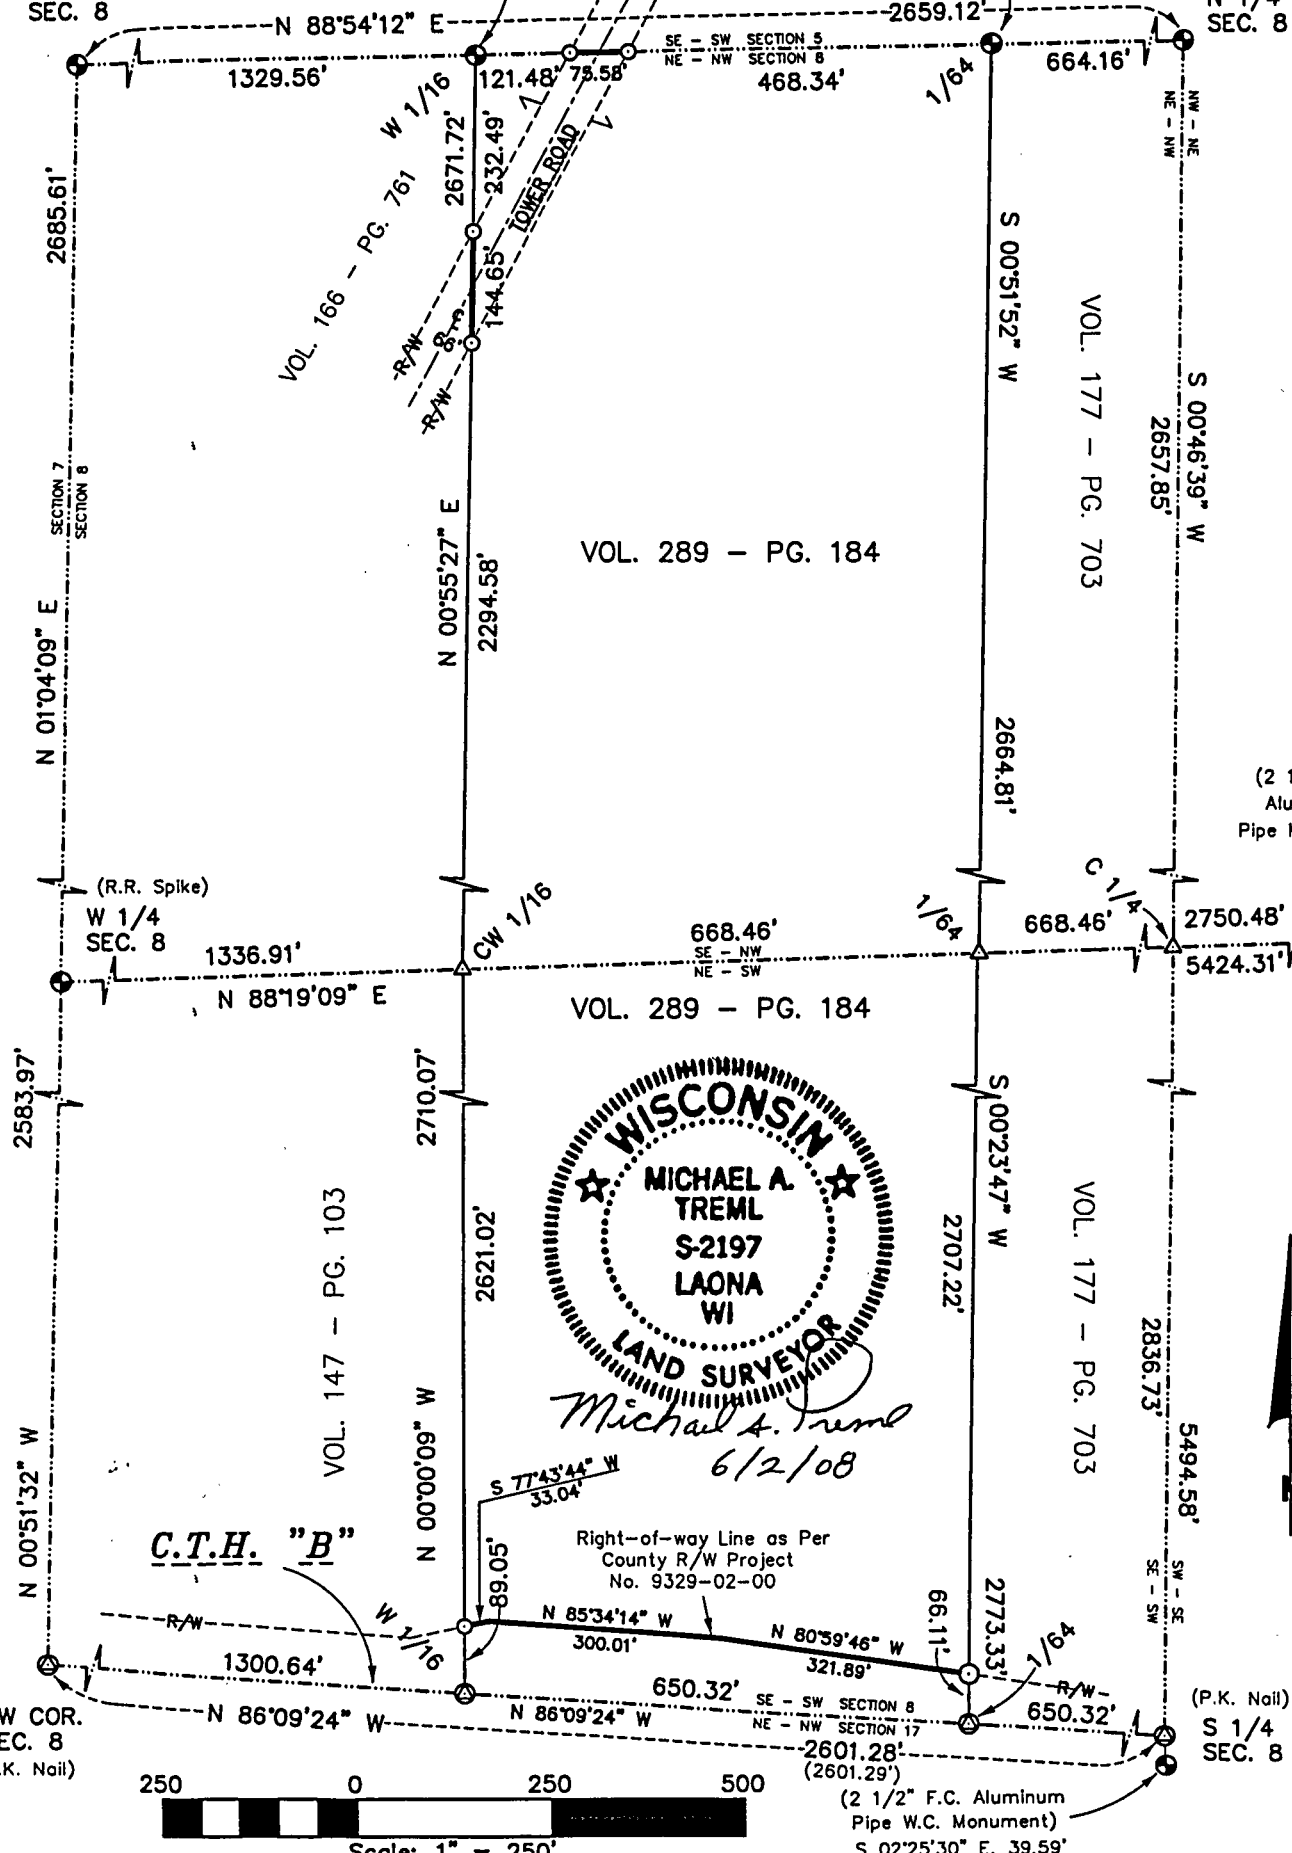 SEC. 8
N 88°54'12" E
2659.12'
SEC. 8
1329.56'
W 1/16
121.48'
75.58'
SE - SW SECTION 5
NE - NW SECTION 8
468.34'
1/64
664.16'
NE - NW
NW - NE
2685.61'
VOL. 166 - PG. 761
2671.72'
232.49'
TOWER ROAD
144.65'
R/W
R/W
S 00°51'52" W
VOL. 177 - PG. 703
S 00°46'39" W
2657.85'
SECTION 7
SECTION 8
N 01°04'09" E
N 00°55'27" E
2294.58'
VOL. 289 - PG. 184
2664.81'
Pipe
(R.R. Spike)
W 1/4
SEC. 8
1336.91'
N 88°19'09" E
CW 1/16
668.46'
SE - NW
NE - SW
1/64
668.46'
C 1/4
2750.48'
5424.31'
VOL. 289 - PG. 184
2583.97'
2710.07'
WISCONSIN
MICHAEL A.
TREML
S-2197
LAONA
WI
LAND SURVEYOR
Michael A. Treml
6/2/08
S 00°23'47" W
2707.22'
VOL. 177 - PG. 703
2836.73'
5494.58'
SE - SW
SW - SE
VOL. 147 - PG. 103
2621.02'
N 00°00'09" W
N 00°51'32" W
S 77°43'44" W
33.04'
C.T.H. "B"
89.05'
Right-of-way Line as Per
County R/W Project
No. 9329-02-00
N 85°34'14" W
300.01'
N 80°59'46" W
321.89'
66.11'
2773.33'
1/64
R/W
W 1/16
R/W
1300.64'
N 86°09'24" W
650.32'
N 86°09'24" W
SE - SW SECTION 8
NE - NW SECTION 17
650.32'
2601.28'
(2601.29')
W COR.
EC. 8
.K. Nail)
(P.K. Nail)
S 1/4
SEC. 8
(2 1/2" F.C. Aluminum
Pipe W.C. Monument)
S 02°25'30" E, 39.59'
250 0 250 500
Scale: 1" = 250'